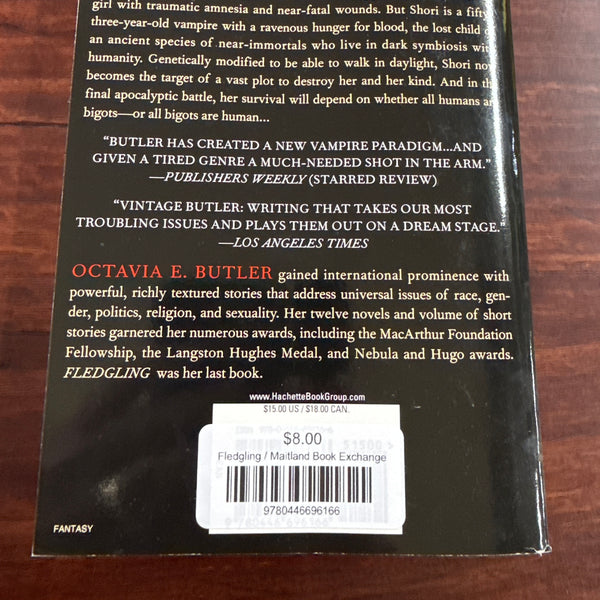 girl with traumatic amnesia and near-fatal wounds. But Shori is a
three-year-old vampire with a ravenous hunger for blood, the lost child
an ancient species of near-immortals who live in dark symbiosis
humanity. Genetically modified to be able to walk in daylight, Shori
becomes the target of a vast plot to destroy her and her kind. And in
final apocalyptic battle, her survival will depend on whether all humans
bigots—or all bigots are human...
“BUTLER HAS CREATED A NEW VAMPIRE PARADIGM...AND
GIVEN A TIRED GENRE A MUCH-NEEDED SHOT IN THE ARM.”
—PUBLISHERS WEEKLY (STARRED REVIEW)
“VINTAGE BUTLER: WRITING THAT TAKES OUR MOST
TROUBLING ISSUES AND PLAYS THEM OUT ON A DREAM STAGE.”
—LOS ANGELES TIMES
OCTAVIA E. BUTLER gained international prominence with
powerful, richly textured stories that address universal issues of race, gen-
der, politics, religion, and sexuality. Her twelve novels and volume of short
stories garnered her numerous awards, including the MacArthur Foundation
Fellowship, the Langston Hughes Medal, and Nebula and Hugo awards.
FLEDGLING was her last book.
www.HachetteBookGroup.com
$15.00 US / $18.00 CAN.
51500
$8.00
Fledgling / Maitland Book Exchange
9780446696166
9780446696166
FANTASY